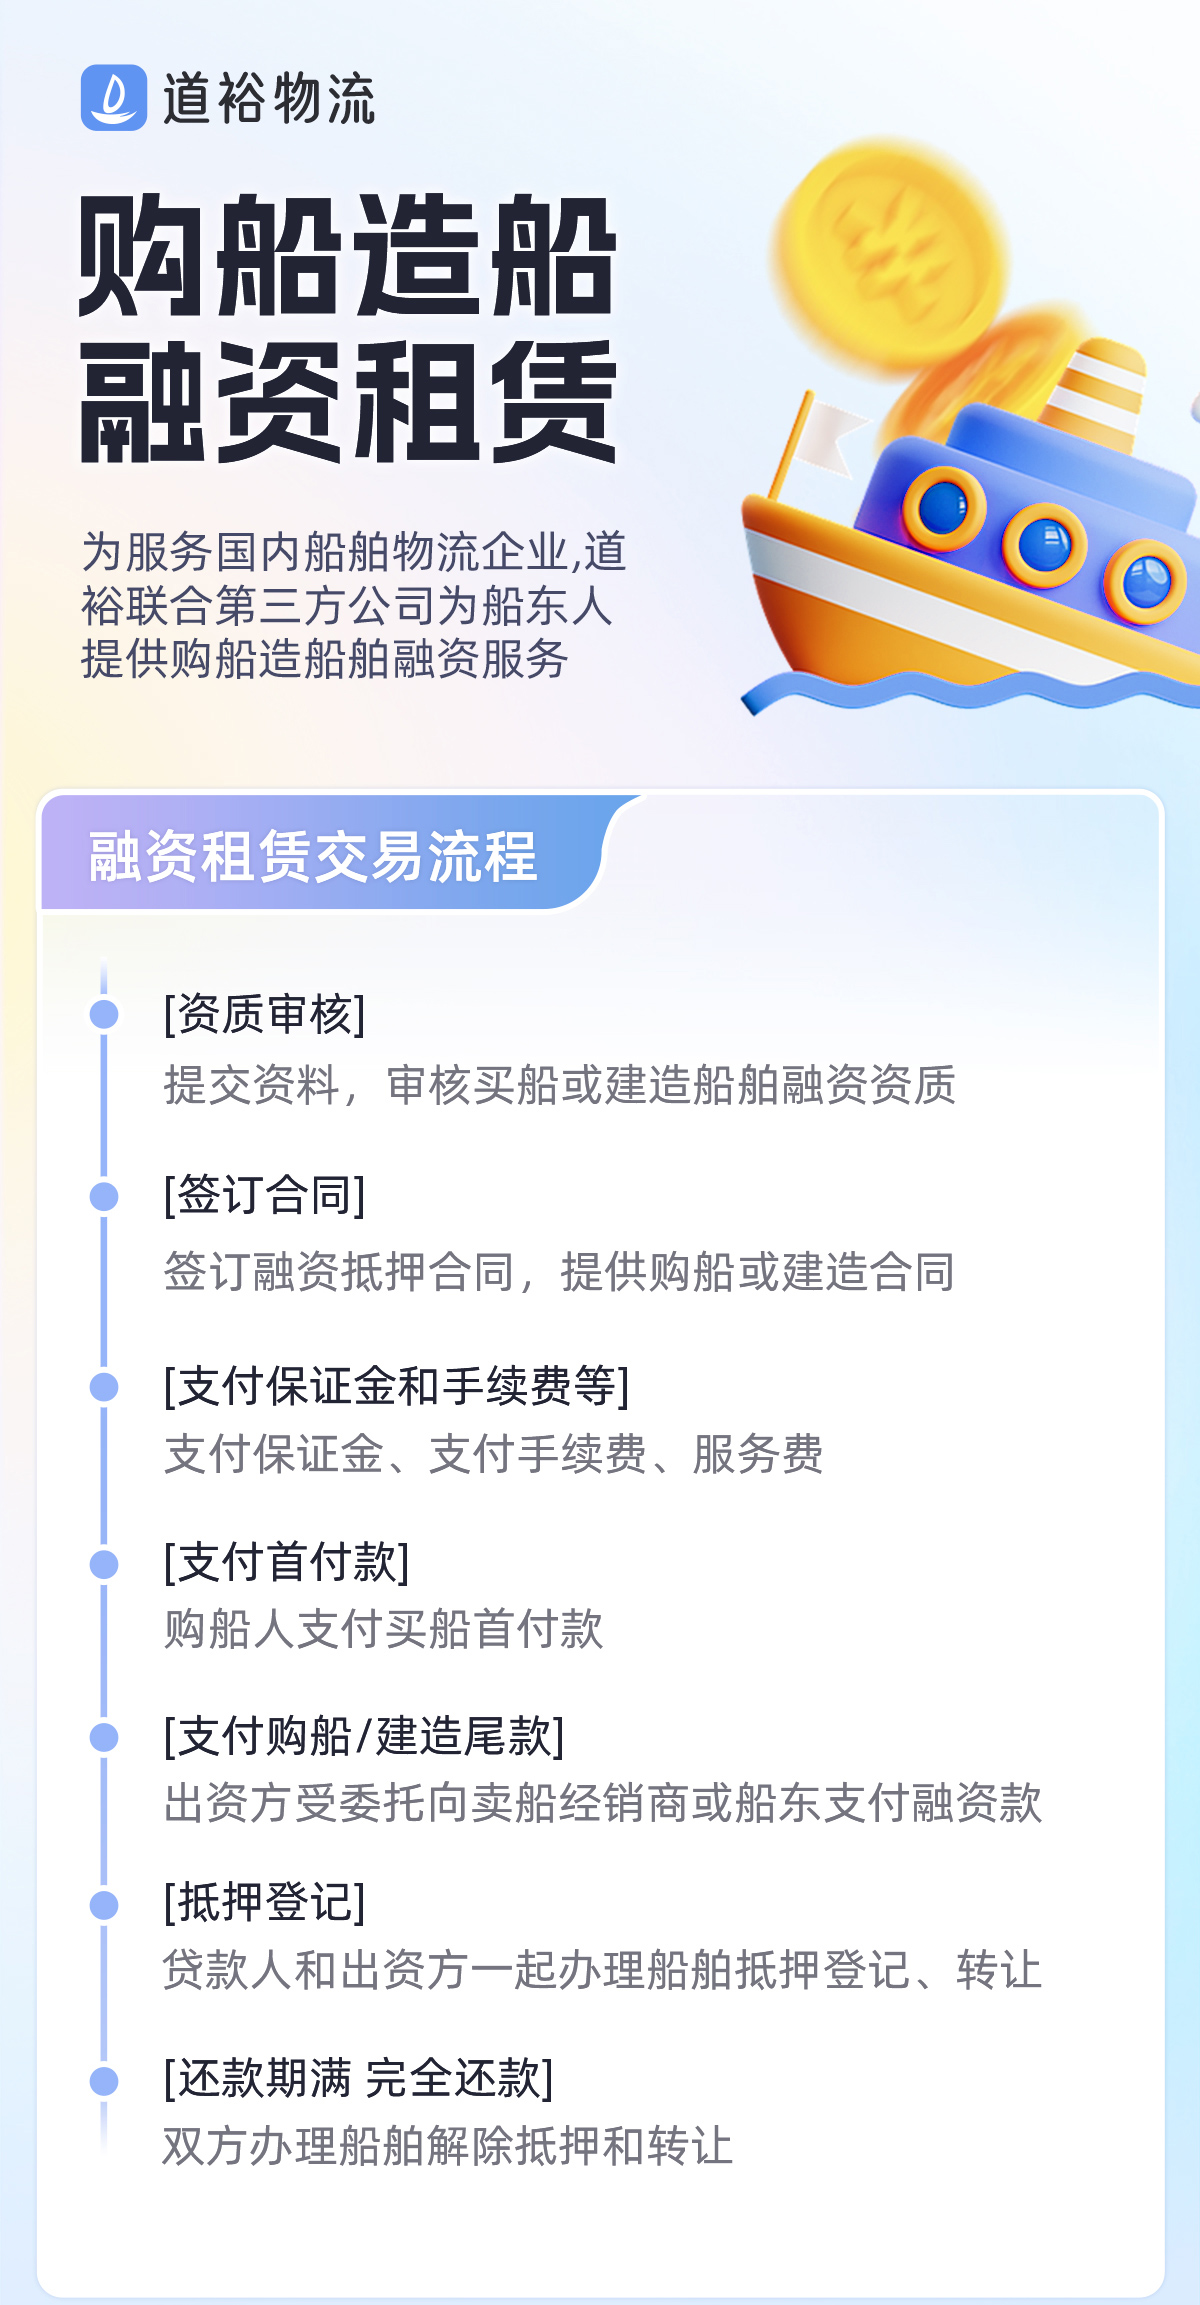 道裕物流
购船造船
融资租赁
为服务国内船舶物流企业,道
裕联合第三方公司为船东人
提供购船造船舶融资服务
融资租赁交易流程
[资质审核]
提交资料，审核买船或建造船舶融资资质
[签订合同]
签订融资抵押合同，提供购船或建造合同
[支付保证金和手续费等]
支付保证金、支付手续费、服务费
[支付首付款]
购船人支付买船首付款
[支付购船/建造尾款]
出资方受委托向卖船经销商或船东支付融资款
[抵押登记]
贷款人和出资方一起办理船舶抵押登记、转让
[还款期满 完全还款]
双方办理船舶解除抵押和转让